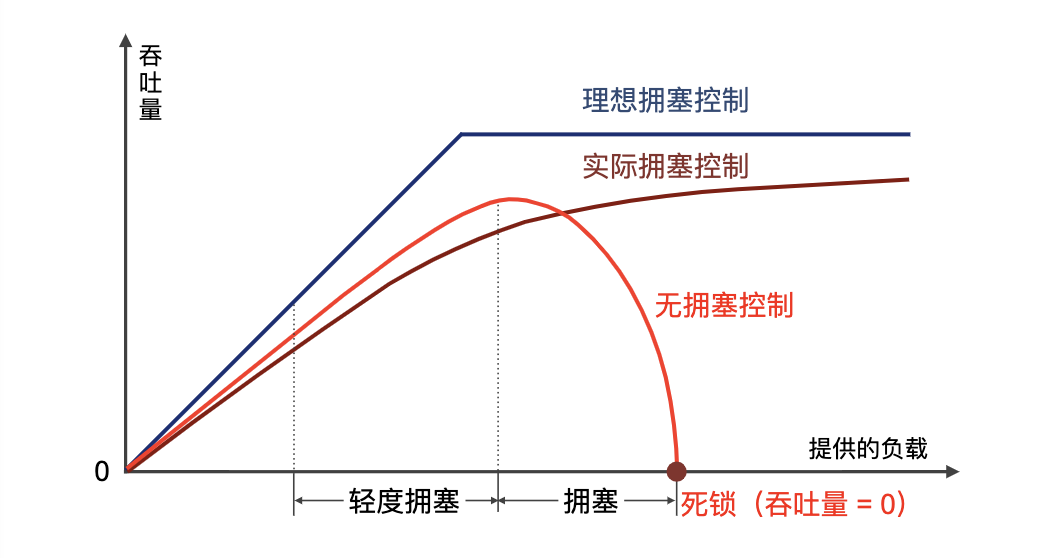 吞吐量
理想拥塞控制
实际拥塞控制
无拥塞控制
提供的负载
0
轻度拥塞
拥塞
死锁（吞吐量 = 0）